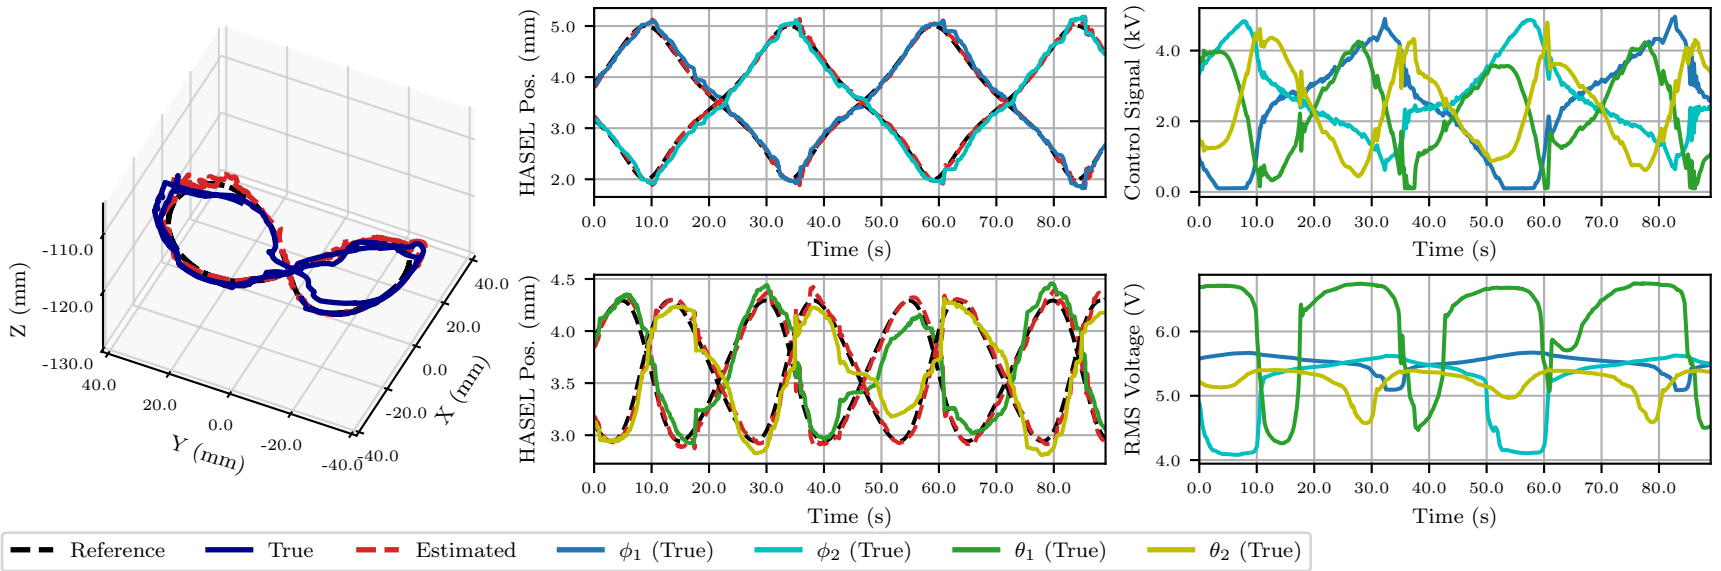 Z (mm)
-110.0
-120.0
-130.0
40.0
20.0
0.0
-20.0
-40.0
Y (mm)
-40.0
-20.0
0.0
20.0
40.0
X (mm)
HASEL Pos. (mm)
5.0
4.0
3.0
2.0
0.0 10.0 20.0 30.0 40.0 50.0 60.0 70.0 80.0
Time (s)
Control Signal (kV)
4.0
2.0
0.0
0.0 10.0 20.0 30.0 40.0 50.0 60.0 70.0 80.0
Time (s)
HASEL Pos. (mm)
4.5
4.0
3.5
3.0
0.0 10.0 20.0 30.0 40.0 50.0 60.0 70.0 80.0
Time (s)
RMS Voltage (V)
6.0
5.0
4.0
0.0 10.0 20.0 30.0 40.0 50.0 60.0 70.0 80.0
Time (s)
Reference True Estimated ϕ₁ (True) ϕ₂ (True) θ₁ (True) θ₂ (True)